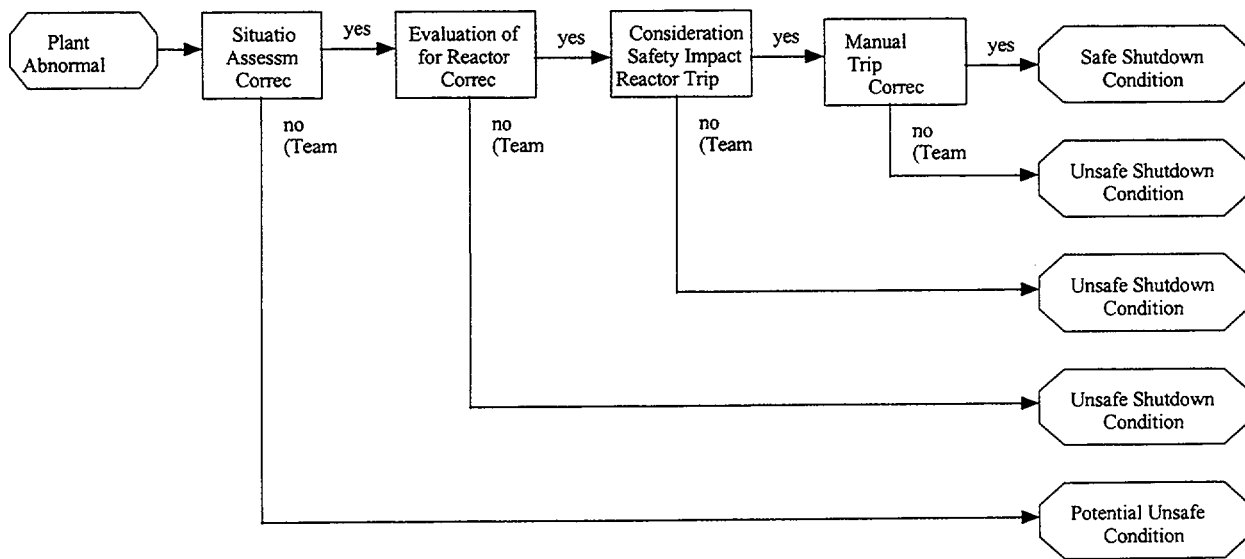 Plant
Abnormal
Situatio
Assessm
Correc
yes
Evaluation of
for Reactor
Correc
yes
Consideration
Safety Impact
Reactor Trip
yes
Manual
Trip
Correc
yes
Safe Shutdown
Condition
no
(Team
no
(Team
no
(Team
no
(Team
Unsafe Shutdown
Condition
Unsafe Shutdown
Condition
Unsafe Shutdown
Condition
Potential Unsafe
Condition